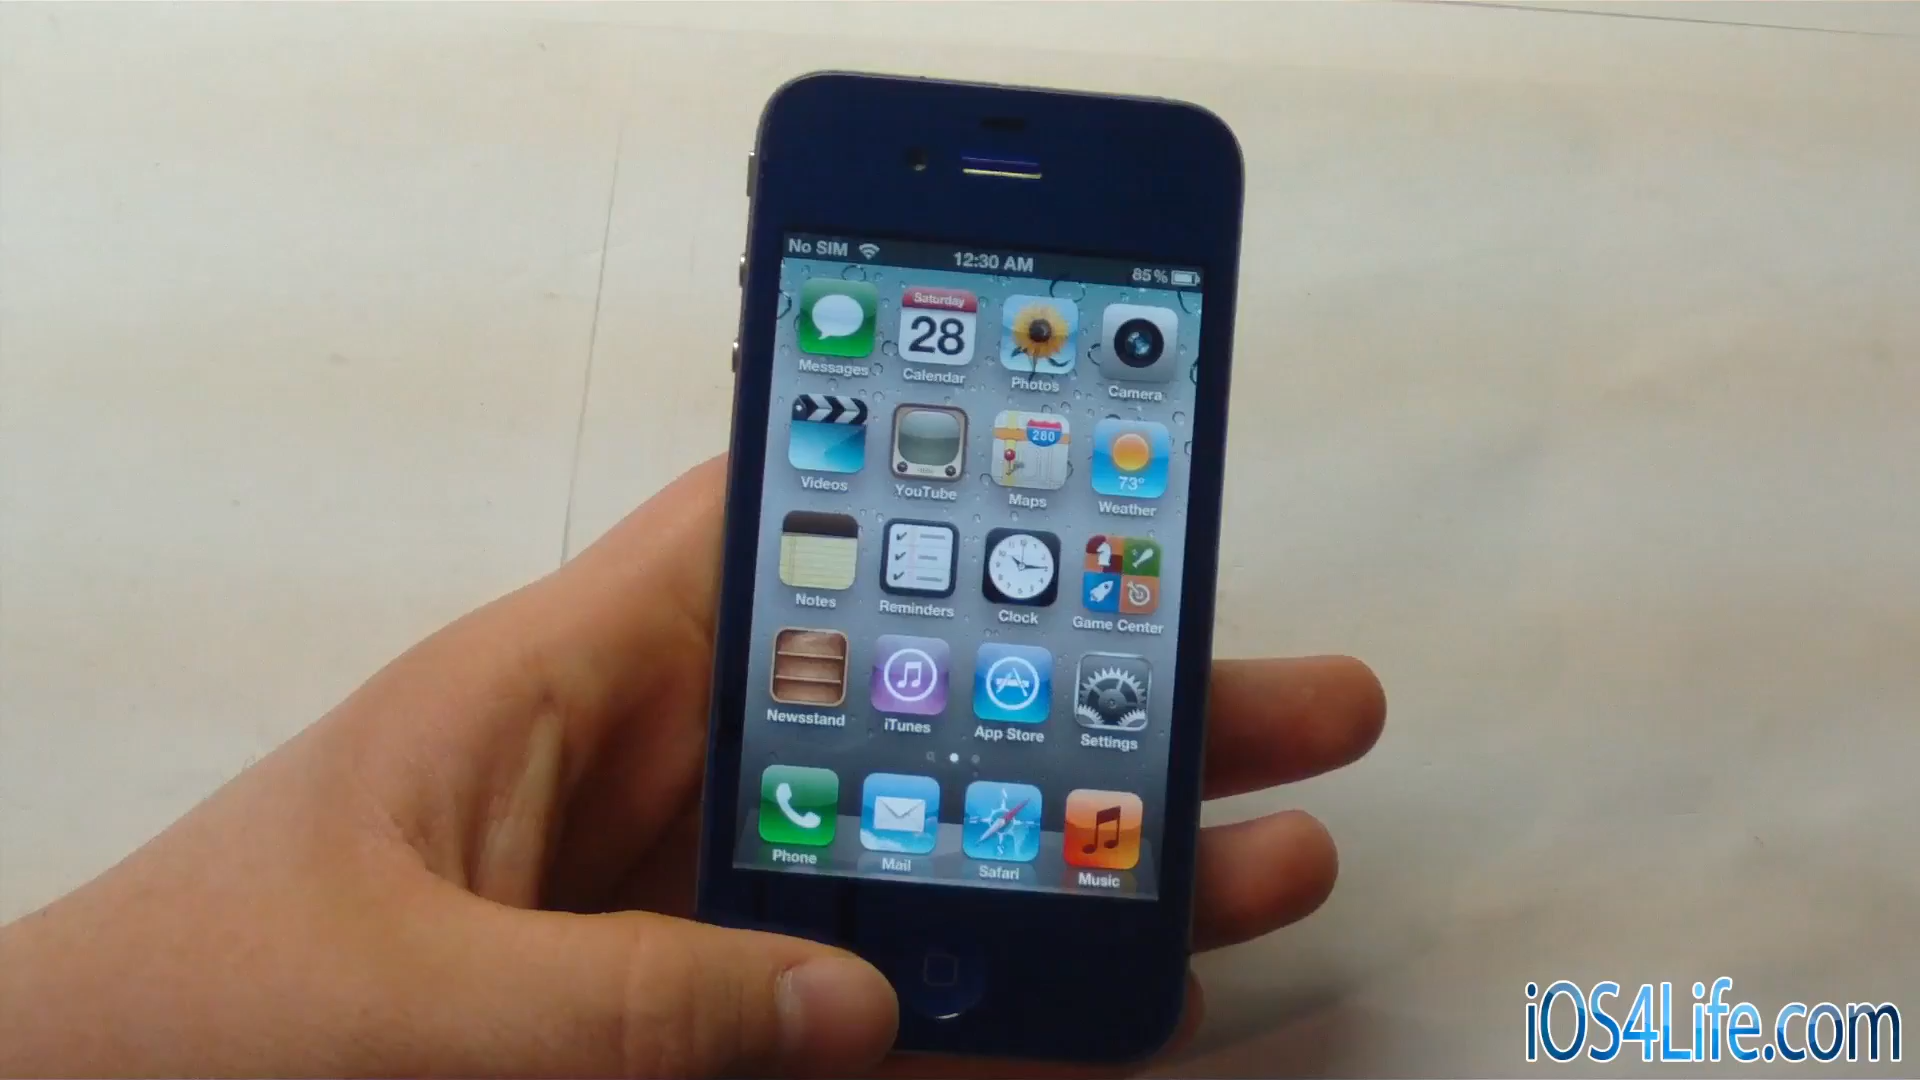 No SIM 12:30 AM 85%
Saturday
28
Messages Calendar Photos Camera
280
73°
Videos YouTube Maps Weather
Notes Reminders Clock Game Center
Newsstand iTunes App Store Settings
Phone Mail Safari Music
iOS4Life.com